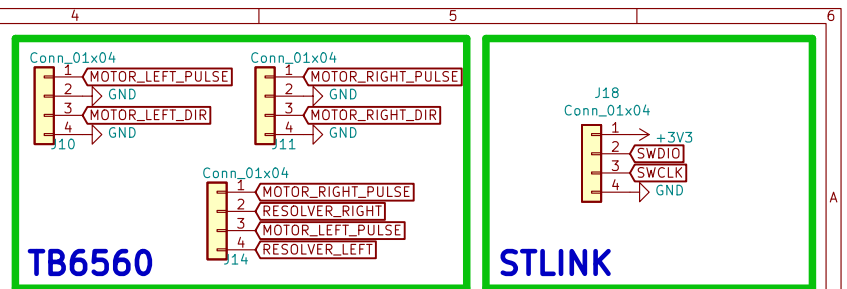 4 5 6
Conn_01x04
1 MOTOR_LEFT_PULSE
2 GND
3 MOTOR_LEFT_DIR
4 GND
J10
Conn_01x04
1 MOTOR_RIGHT_PULSE
2 GND
3 MOTOR_RIGHT_DIR
4 GND
J11
Conn_01x04
1 MOTOR_RIGHT_PULSE
2 RESOLVER_RIGHT
3 MOTOR_LEFT_PULSE
4 RESOLVER_LEFT
J14
TB6560
J18
Conn_01x04
1 +3V3
2 SWDIO
3 SWCLK
4 GND
STLINK
A